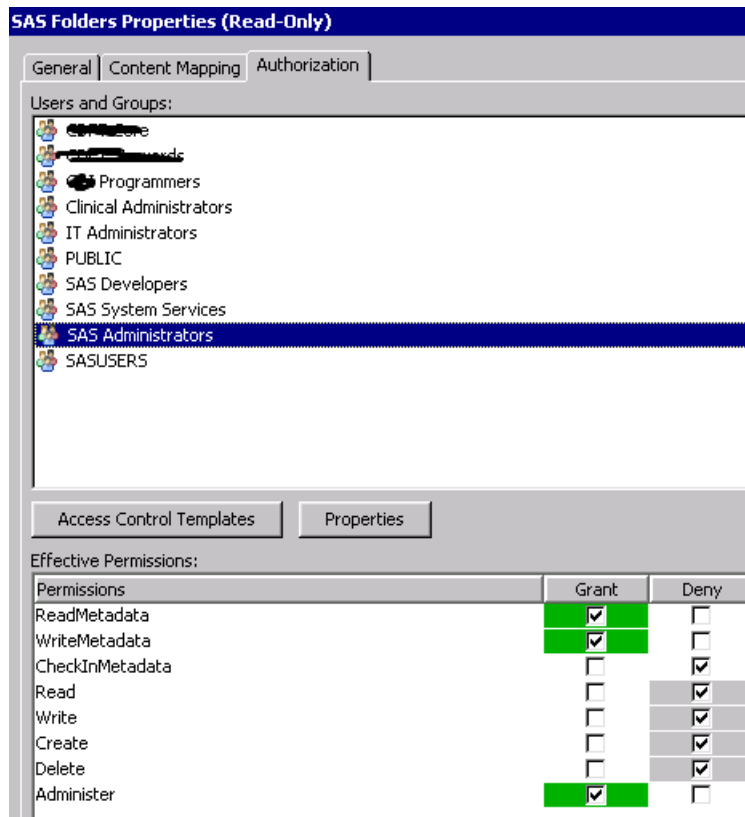 SAS Folders Properties (Read-Only)
General Content Mapping Authorization
Users and Groups:
Programmers
Clinical Administrators
IT Administrators
PUBLIC
SAS Developers
SAS System Services
SAS Administrators
SASUSERS
Access Control Templates Properties
Effective Permissions:
Permissions Grant Deny
ReadMetadata
WriteMetadata
CheckInMetadata
Read
Write
Create
Delete
Administer